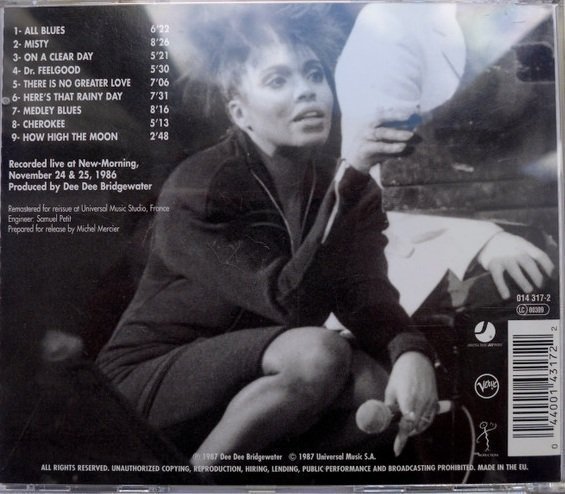 1- ALL BLUES 6'22
2- MISTY 8'26
3- ON A CLEAR DAY 5'21
4- Dr. FEELGOOD 5'30
5- THERE IS NO GREATER LOVE 7'06
6- HERE'S THAT RAINY DAY 7'31
7- MEDLEY BLUES 8'16
8- CHEROKEE 5'13
9- HOW HIGH THE MOON 2'48
Recorded live at New-Morning,
November 24 & 25, 1986
Produced by Dee Dee Bridgewater
Remastered for reissue at Universal Music Studio, France
Engineer: Samuel Petit
Prepared for release by Michel Mercier
014 317-2
LC 00389
Verve
0 44001 43172 2
℗ 1987 Dee Dee Bridgewater © 1987 Universal Music S.A.
ALL RIGHTS RESERVED. UNAUTHORIZED COPYING, REPRODUCTION, HIRING, LENDING, PUBLIC PERFORMANCE AND BROADCASTING PROHIBITED. MADE IN THE EU.